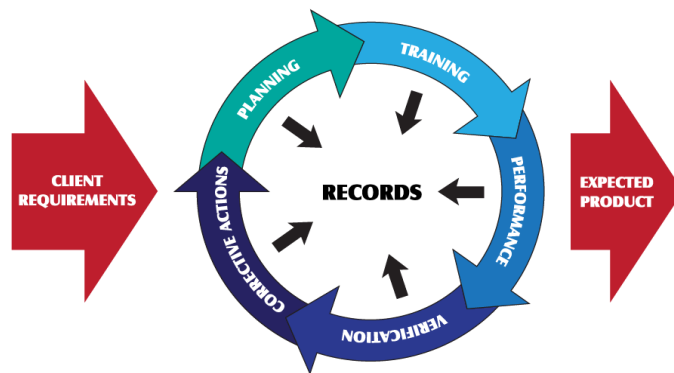 CLIENT
REQUIREMENTS
PLANNING
TRAINING
PERFORMANCE
VERIFICATION
CORRECTIVE ACTIONS
RECORDS
EXPECTED
PRODUCT